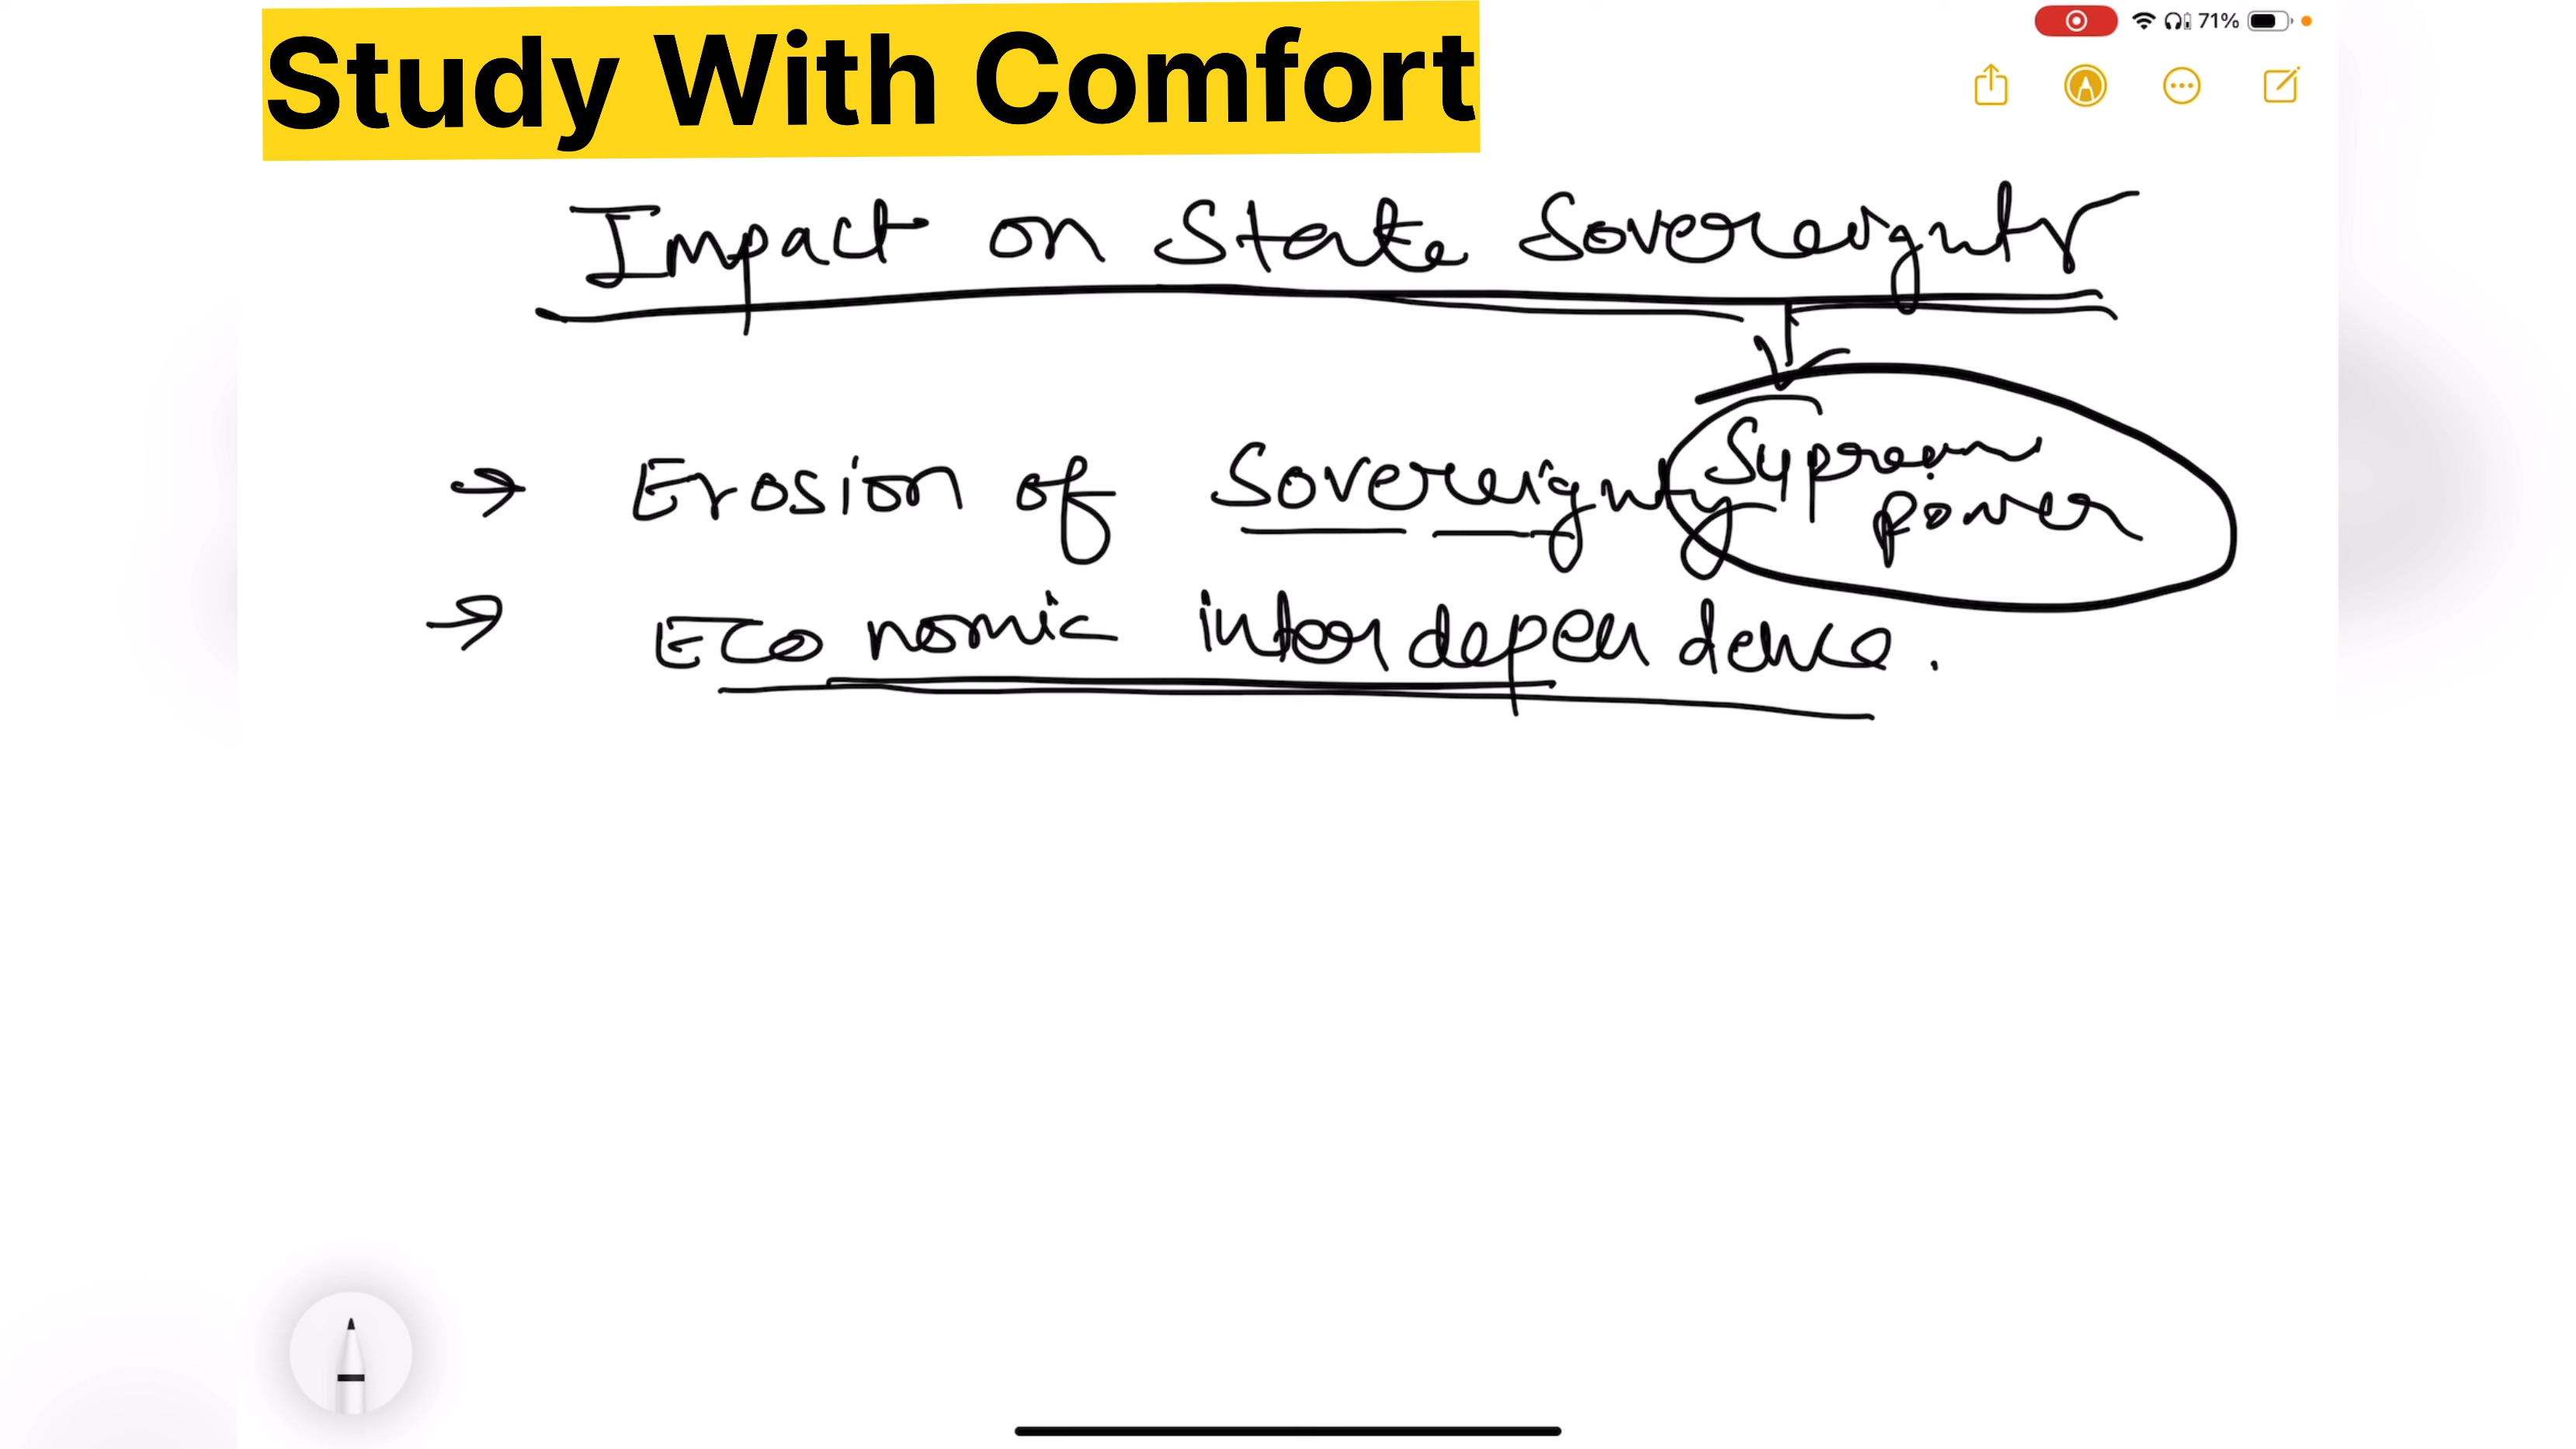 Study With Comfort
71%
Impact on State Sovereignty
→ Erosion of Sovereignty
Supreme
Power
→ Economic interdependence.